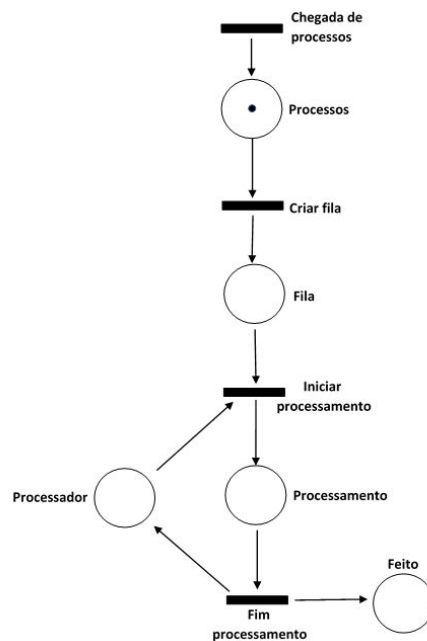 Chegada de
processos
Processos
Criar fila
Fila
Iniciar
processamento
Processador
Processamento
Feito
Fim
processamento